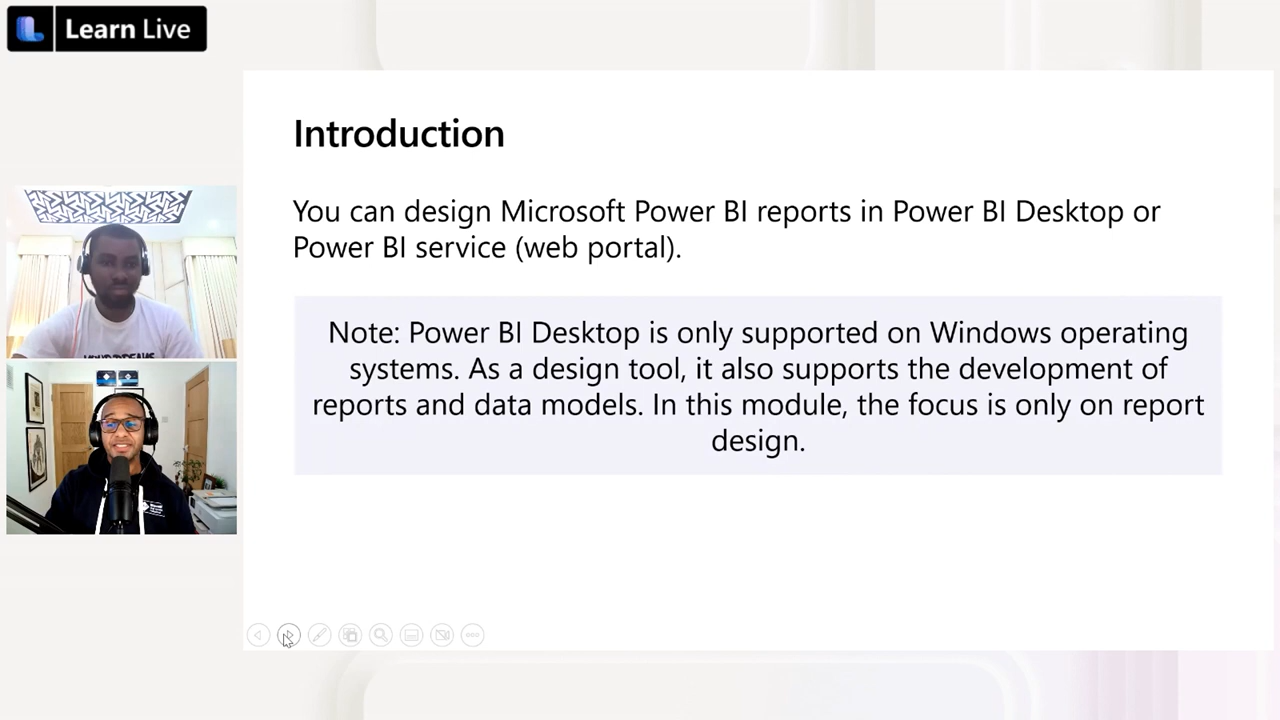 Learn Live
Introduction
You can design Microsoft Power BI reports in Power BI Desktop or
Power BI service (web portal).
Note: Power BI Desktop is only supported on Windows operating
systems. As a design tool, it also supports the development of
reports and data models. In this module, the focus is only on report
design.